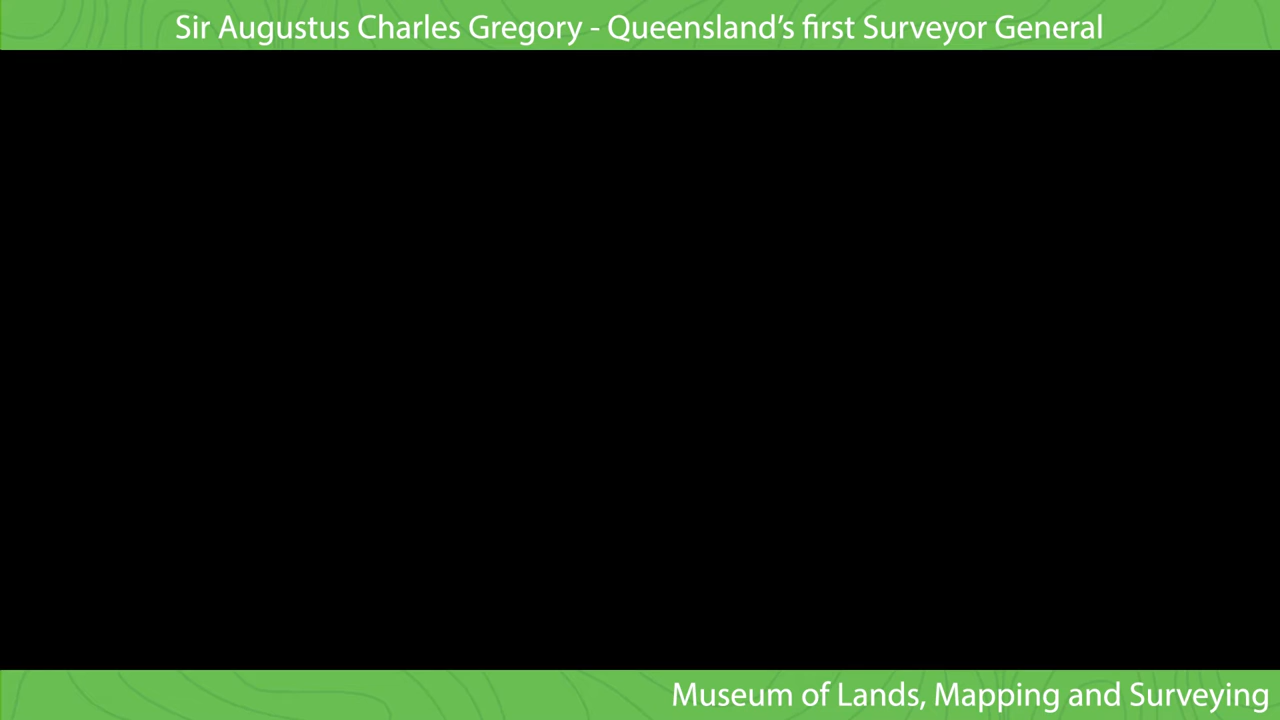 Sir Augustus Charles Gregory - Queensland’s first Surveyor General
Museum of Lands, Mapping and Surveying